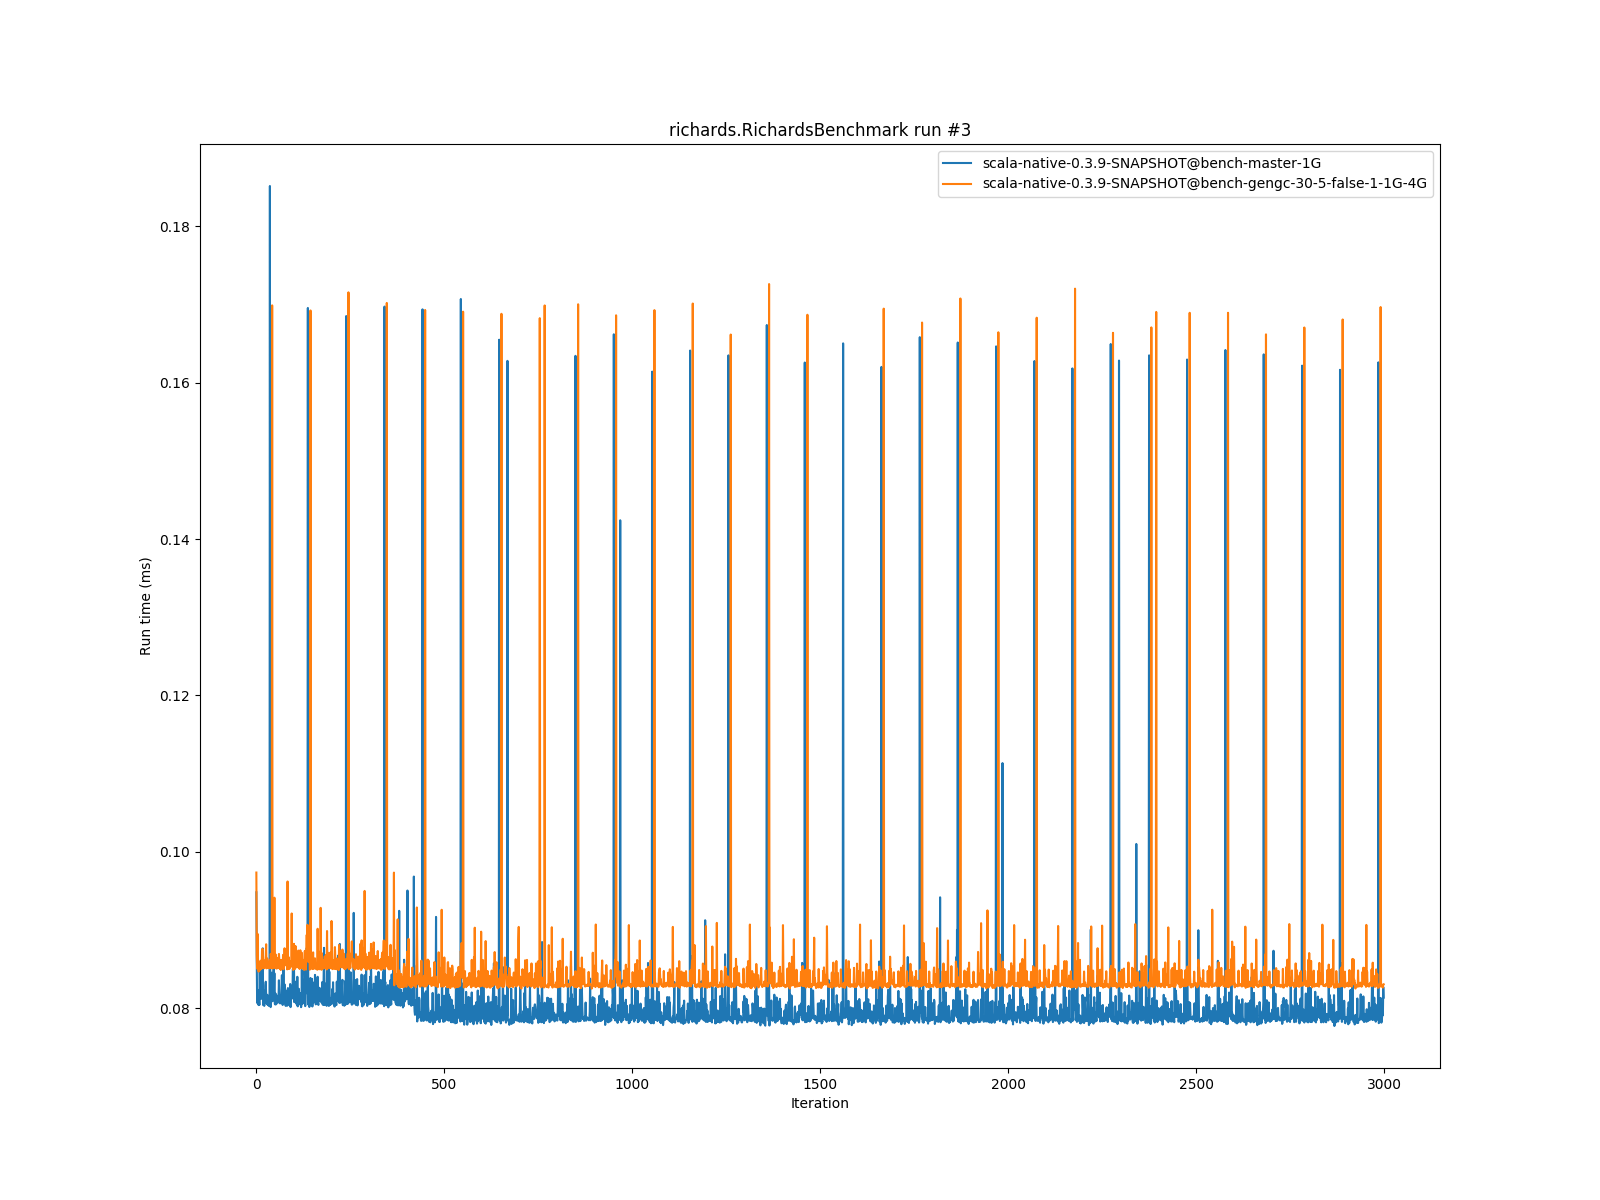 richards.RichardsBenchmark run #3
scala-native-0.3.9-SNAPSHOT@bench-master-1G
scala-native-0.3.9-SNAPSHOT@bench-gengc-30-5-false-1-1G-4G
0.18
0.16
0.14
0.12
0.10
0.08
Run time (ms)
0
500
1000
1500
2000
2500
3000
Iteration